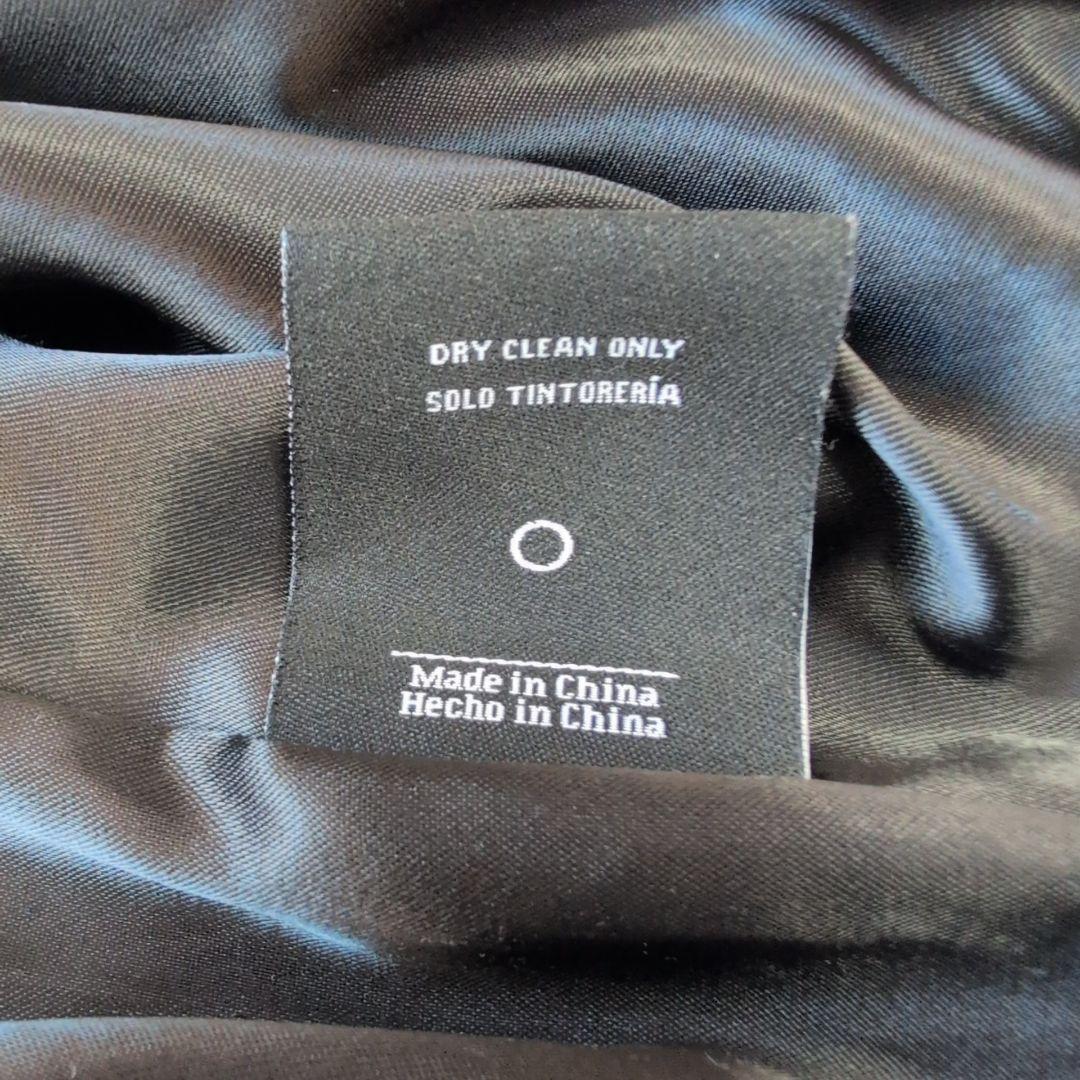 DRY CLEAN ONLY
SOLO TINTORERÍA
Made in China
Hecho in China